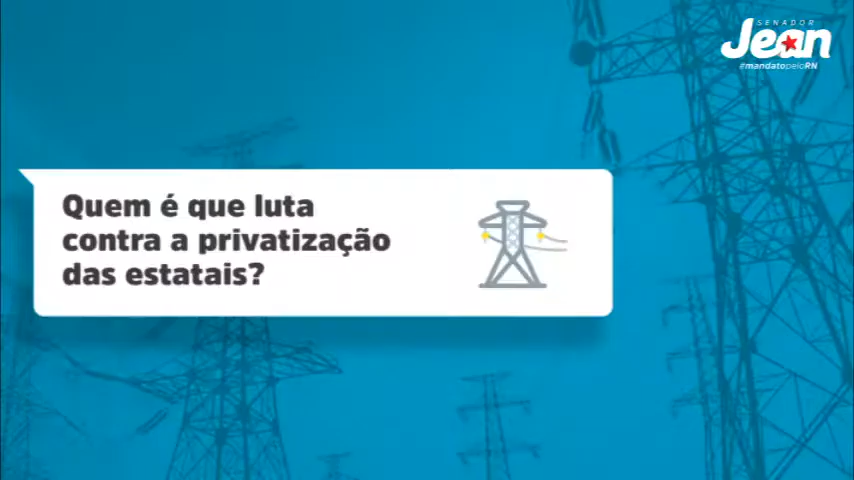 SENADOR
Jean
#mandatopeloRN
Quem é que luta
contra a privatização
das estatais?